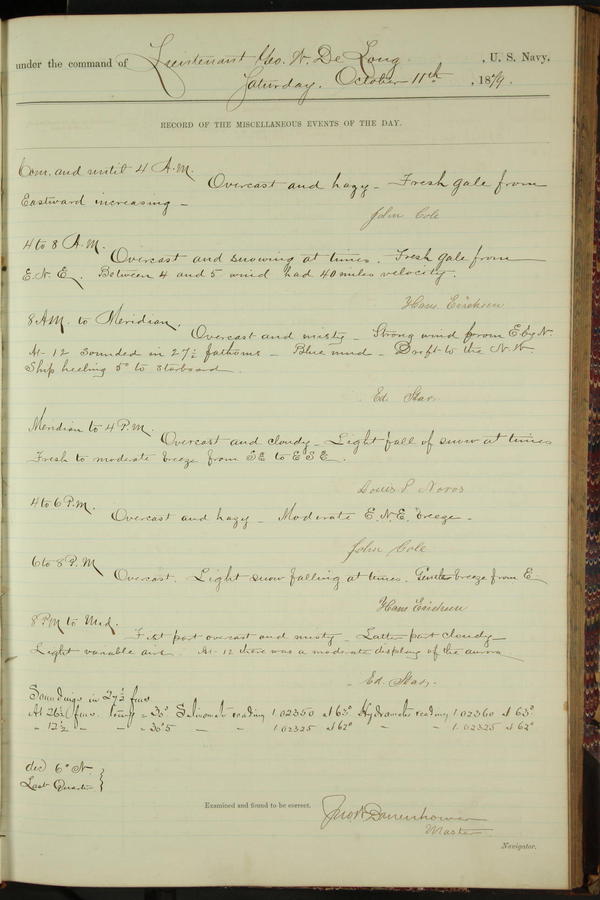 under the command of Lieutenant Geo. W. De Long, U. S. Navy,
Saturday, October 11th, 1879.
RECORD OF THE MISCELLANEOUS EVENTS OF THE DAY.
Com. and until 4 A.M.
Overcast and hazy - Fresh gale from
Eastward increasing -
John Cole
4 to 8 A.M.
Overcast and snowing at times. Fresh gale from
E.N.E. Between 4 and 5 wind had 40 miles velocity.
Hans Erichsen
8 A.M. to Meridian.
Overcast and misty - Strong wind from E by N.
At 12 sounded in 27½ fathoms - Blue mud - Drift to the N.W.
Ship heeling 5° to starboard.
Ed. Star.
Meridian to 4 P.M.
Overcast and cloudy - Light fall of snow at times
Fresh to moderate breeze from SE to ESE.
Louis P. Noros
4 to 6 P.M.
Overcast and hazy - Moderate E.N.E. breeze -
John Cole
6 to 8 P.M.
Overcast. Light snow falling at times. Gentle breeze from E
Hans Erichsen
8 PM to Mid.
First part overcast and misty - Latter part cloudy
Light variable airs. At 12 there was a moderate display of the aurora
Ed. Star.
Soundings in 27½ fms
At 26½ fms. temp = 30° Salinometer reading 1.02350 at 63° Hydrometer reading 1.02360 at 63°
" 12½ " " = 30°5 " " 1.02325 at 62° " " 1.02325 at 62°
dec) 6° N.
Last Quarter
Examined and found to be correct.
Jno W Danenhower
Master
Navigator.